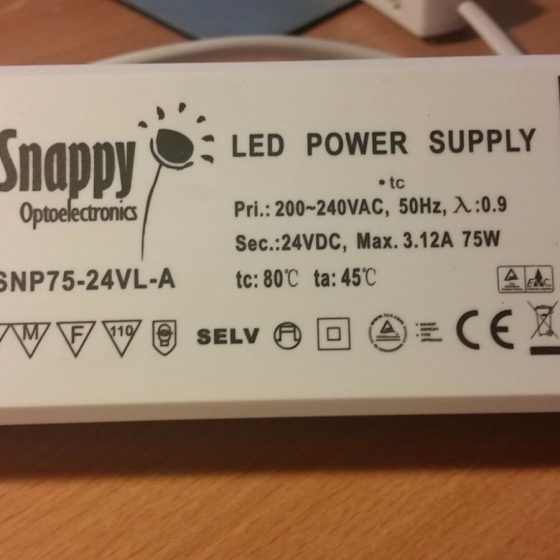 Snappy
Optoelectronics
SNP75-24VL-A
LED POWER SUPPLY
•tc
Pri.: 200~240VAC, 50Hz, λ:0.9
Sec.:24VDC, Max. 3.12A 75W
tc: 80℃ ta: 45℃
M F 110 SELV CE